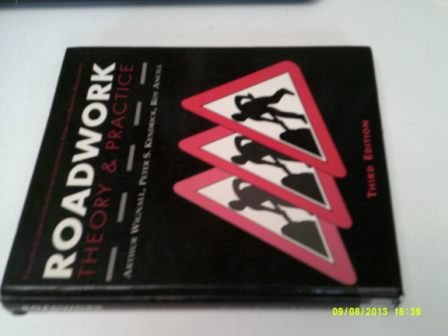 ROADWORK
THEORY & PRACTICE
ARTHUR WIGNALL, PETER S. KENDRICK, ROY ANCILL
THIRD EDITION
09/08/2013 16:39